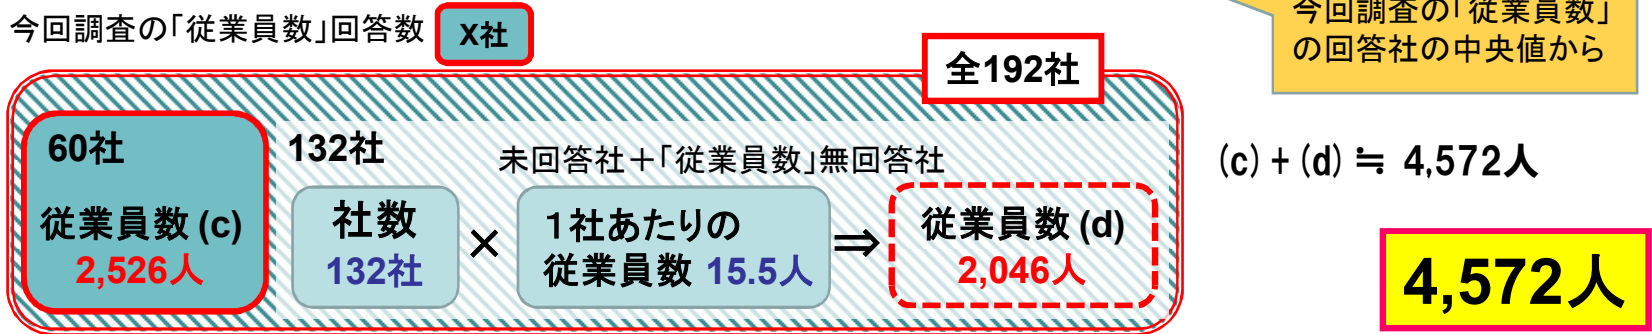 今回調査の「従業員数」回答数
X社
今回調査の「従業員数」
の回答社の中央値から
全192社
60社
従業員数 (c)
2,526人
132社
未回答社＋「従業員数」無回答社
社数
132社
×
１社あたりの
従業員数 15.5人
⇒
従業員数 (d)
2,046人
(c) + (d) ≒ 4,572人
4,572人